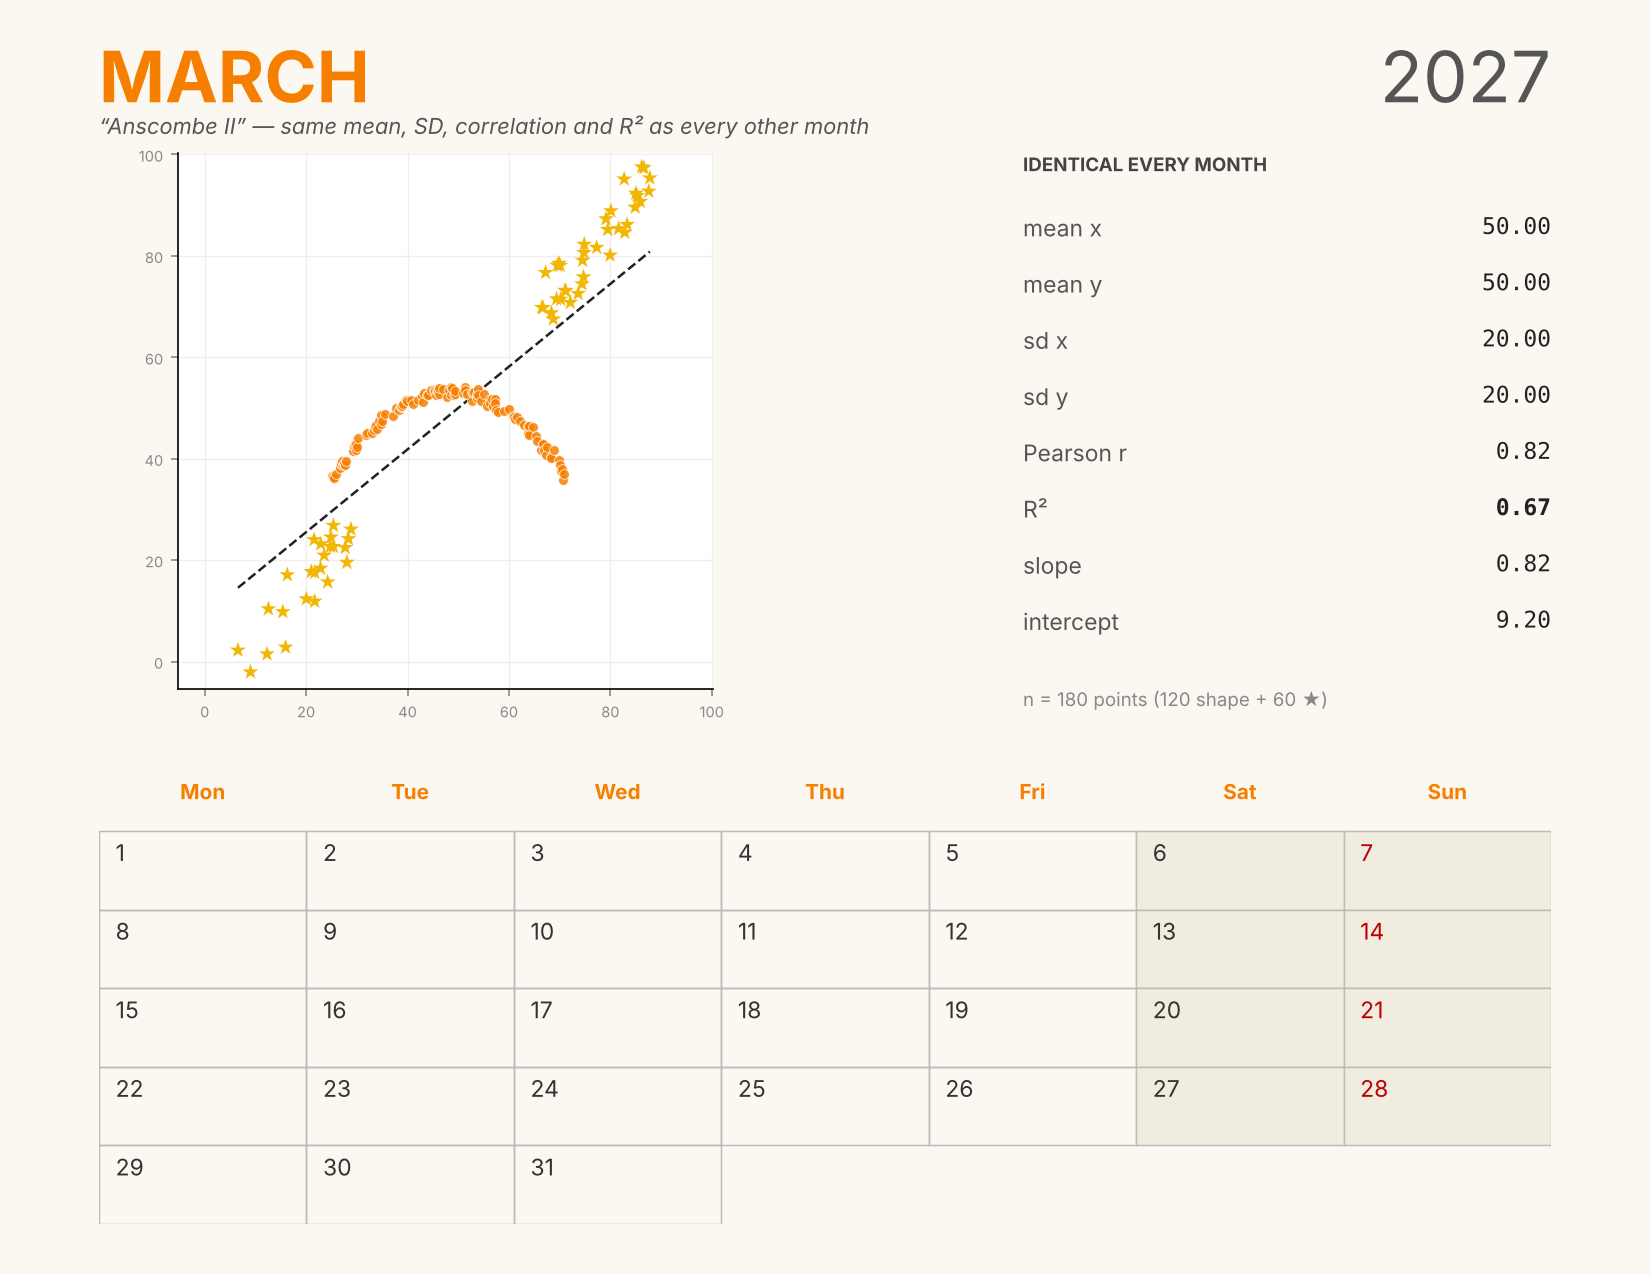 MARCH 2027
“Anscombe II” — same mean, SD, correlation and R² as every other month
100
80
60
40
20
0
0 20 40 60 80 100
IDENTICAL EVERY MONTH
mean x 50.00
mean y 50.00
sd x 20.00
sd y 20.00
Pearson r 0.82
R² 0.67
slope 0.82
intercept 9.20
n = 180 points (120 shape + 60 ★)
Mon Tue Wed Thu Fri Sat Sun
1 2 3 4 5 6 7
8 9 10 11 12 13 14
15 16 17 18 19 20 21
22 23 24 25 26 27 28
29 30 31